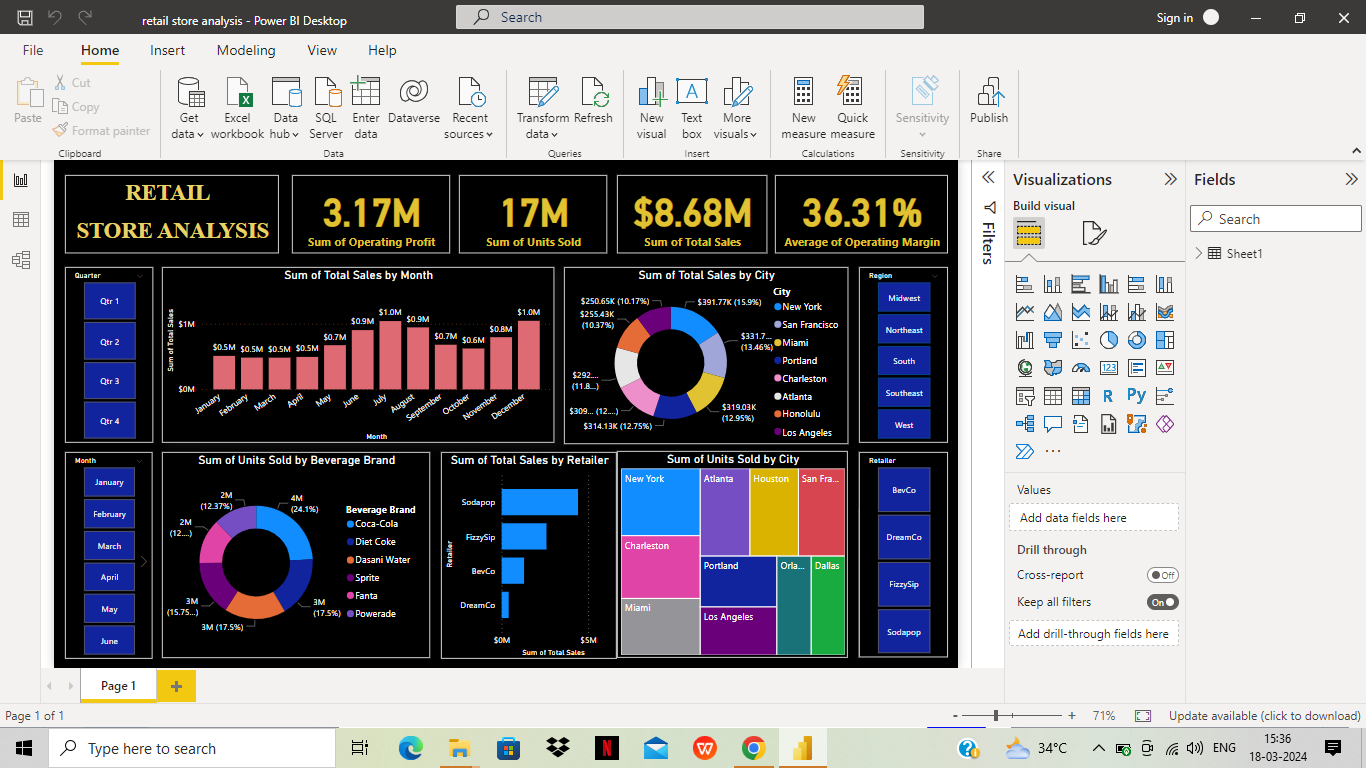 retail store analysis - Power BI Desktop
Search
Sign in
File Home Insert Modeling View Help
Paste
Cut
Copy
Format painter
Clipboard
Get data
Excel workbook
Data hub
SQL Server
Enter data
Dataverse
Recent sources
Data
Transform data
Refresh
Queries
New visual
Text box
More visuals
Insert
New measure
Quick measure
Calculations
Sensitivity
Sensitivity
Publish
Share
RETAIL
STORE ANALYSIS
3.17M
Sum of Operating Profit
17M
Sum of Units Sold
$8.68M
Sum of Total Sales
36.31%
Average of Operating Margin
Quarter
Qtr 1
Qtr 2
Qtr 3
Qtr 4
Sum of Total Sales by Month
Sum of Total Sales
$1M
$0M
$0.5M $0.5M $0.5M $0.5M $0.7M $0.9M $1.0M $0.9M $0.7M $0.6M $0.8M $1.0M
January February March April May June July August September October November December
Month
Sum of Total Sales by City
$250.65K (10.17%)
$391.77K (15.9%)
$255.43K
(10.37%)
$331.7...
(13.46%)
$292....
(11.8...)
$319.03K
(12.95%)
$309... (12....)
$314.13K (12.75%)
City
New York
San Francisco
Miami
Portland
Charleston
Atlanta
Honolulu
Los Angeles
Region
Midwest
Northeast
South
Southeast
West
Month
January
February
March
April
May
June
Sum of Units Sold by Beverage Brand
2M
(12.37%)
4M
(24.1%)
2M
(12....)
3M
(15.75...)
3M
(17.5%)
3M (17.5%)
Beverage Brand
Coca-Cola
Diet Coke
Dasani Water
Sprite
Fanta
Powerade
Sum of Total Sales by Retailer
Retailer
Sodapop
FizzySip
BevCo
DreamCo
$0M $5M
Sum of Total Sales
Sum of Units Sold by City
New York
Atlanta
Houston
San Fra...
Charleston
Portland
Orla...
Dallas
Miami
Los Angeles
Retailer
BevCo
DreamCo
FizzySip
Sodapop
Filters
Visualizations
Build visual
R
Py
123
Values
Add data fields here
Drill through
Cross-report
Off
Keep all filters
On
Add drill-through fields here
Fields
Search
Sheet1
Page 1
Page 1 of 1
71%
Update available (click to download)
Type here to search
34°C
ENG
15:36
18-03-2024